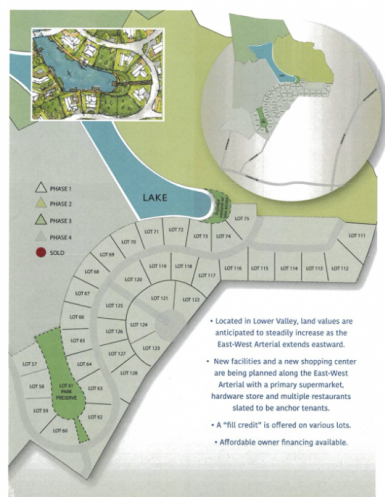 LAKE
PHASE 1
PHASE 2
PHASE 3
PHASE 4
SOLD
LOT 75
LOT 71
LOT 72
LOT 73
LOT 74
LOT 111
LOT 70
LOT 69
LOT 119
LOT 118
LOT 117
LOT 116
LOT 115
LOT 114
LOT 113
LOT 112
LOT 68
LOT 120
LOT 67
LOT 121
LOT 122
LOT 125
LOT 66
LOT 124
LOT 126
LOT 65
LOT 123
LOT 127
LOT 57
LOT 64
LOT 128
LOT 58
LOT 61
PARK
PRESERVE
LOT 63
LOT 59
LOT 62
LOT 60
• Located in Lower Valley, land values are
anticipated to steadily increase as the
East-West Arterial extends eastward.
• New facilities and a new shopping center
are being planned along the East-West
Arterial with a primary supermarket,
hardware store and multiple restaurants
slated to be anchor tenants.
• A "fill credit" is offered on various lots.
• Affordable owner financing available.